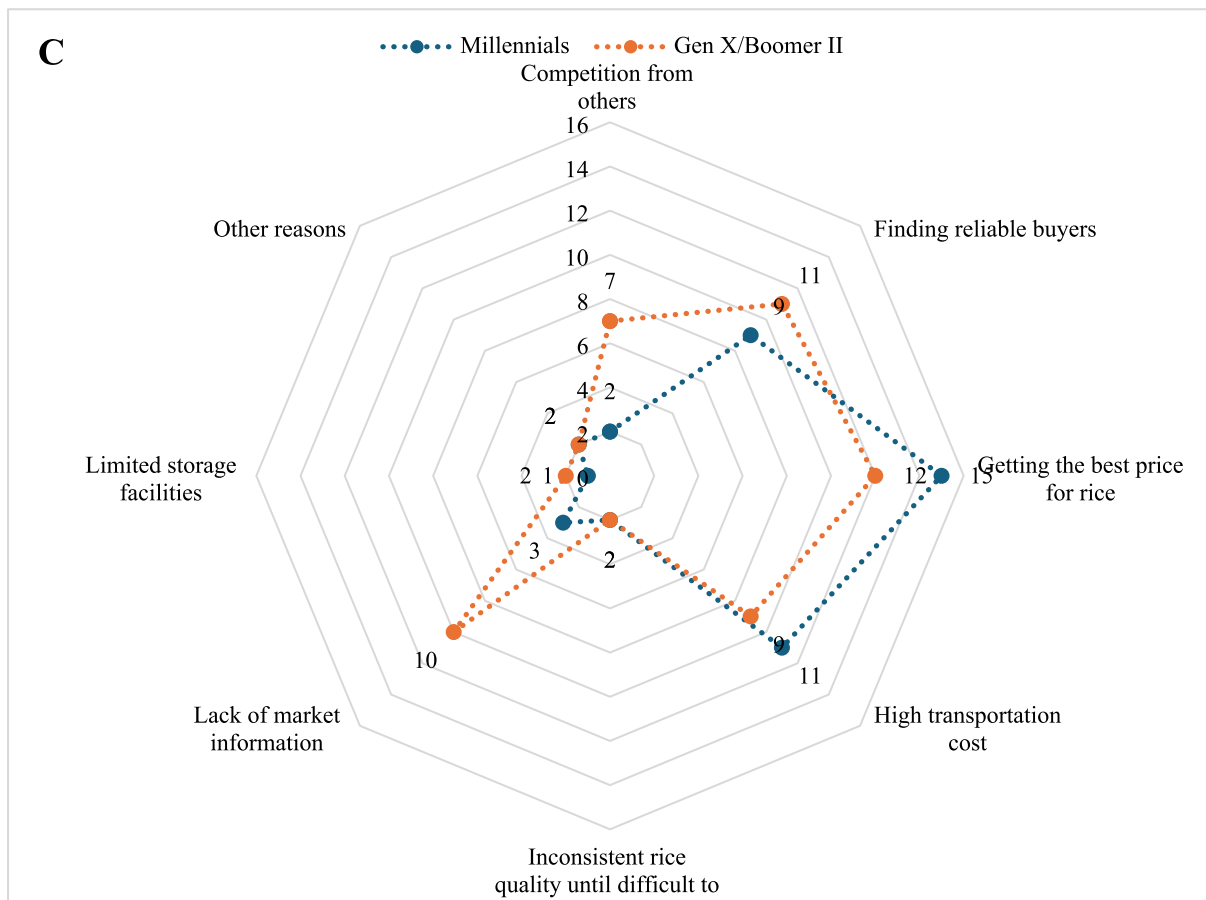 C
Millennials
Gen X/Boomer II
Competition from
others
16
14
12
10
8
6
4
2
0
7
2
Finding reliable buyers
11
9
Getting the best price
for rice
12
15
High transportation
cost
9
11
Inconsistent rice
quality until difficult to
2
Lack of market
information
3
10
Limited storage
facilities
2
1
Other reasons
2